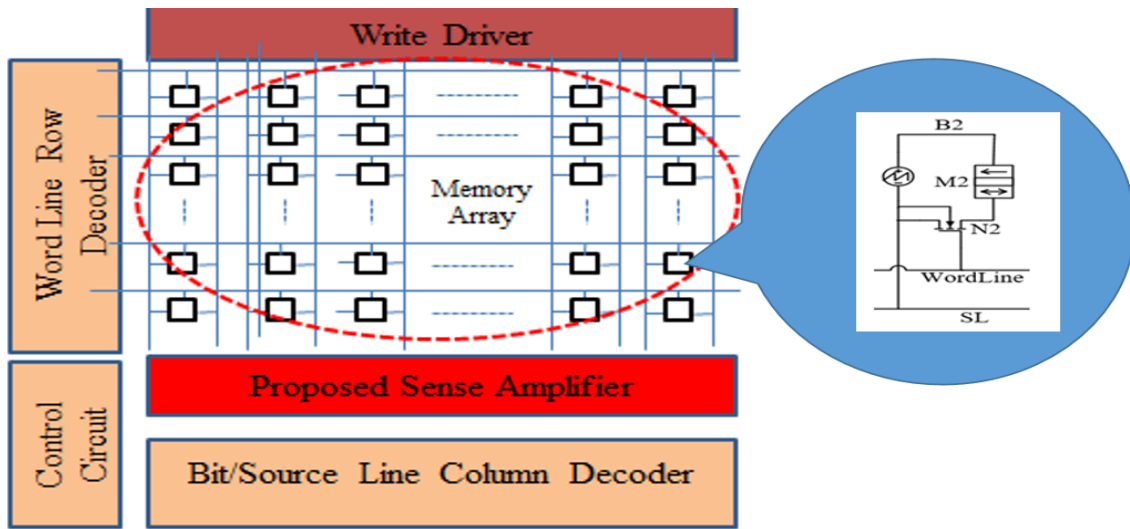 Write Driver
Word Line Row
Decoder
Memory
Array
B2
M2
N2
WordLine
SL
Proposed Sense Amplifier
Control
Circuit
Bit/Source Line Column Decoder